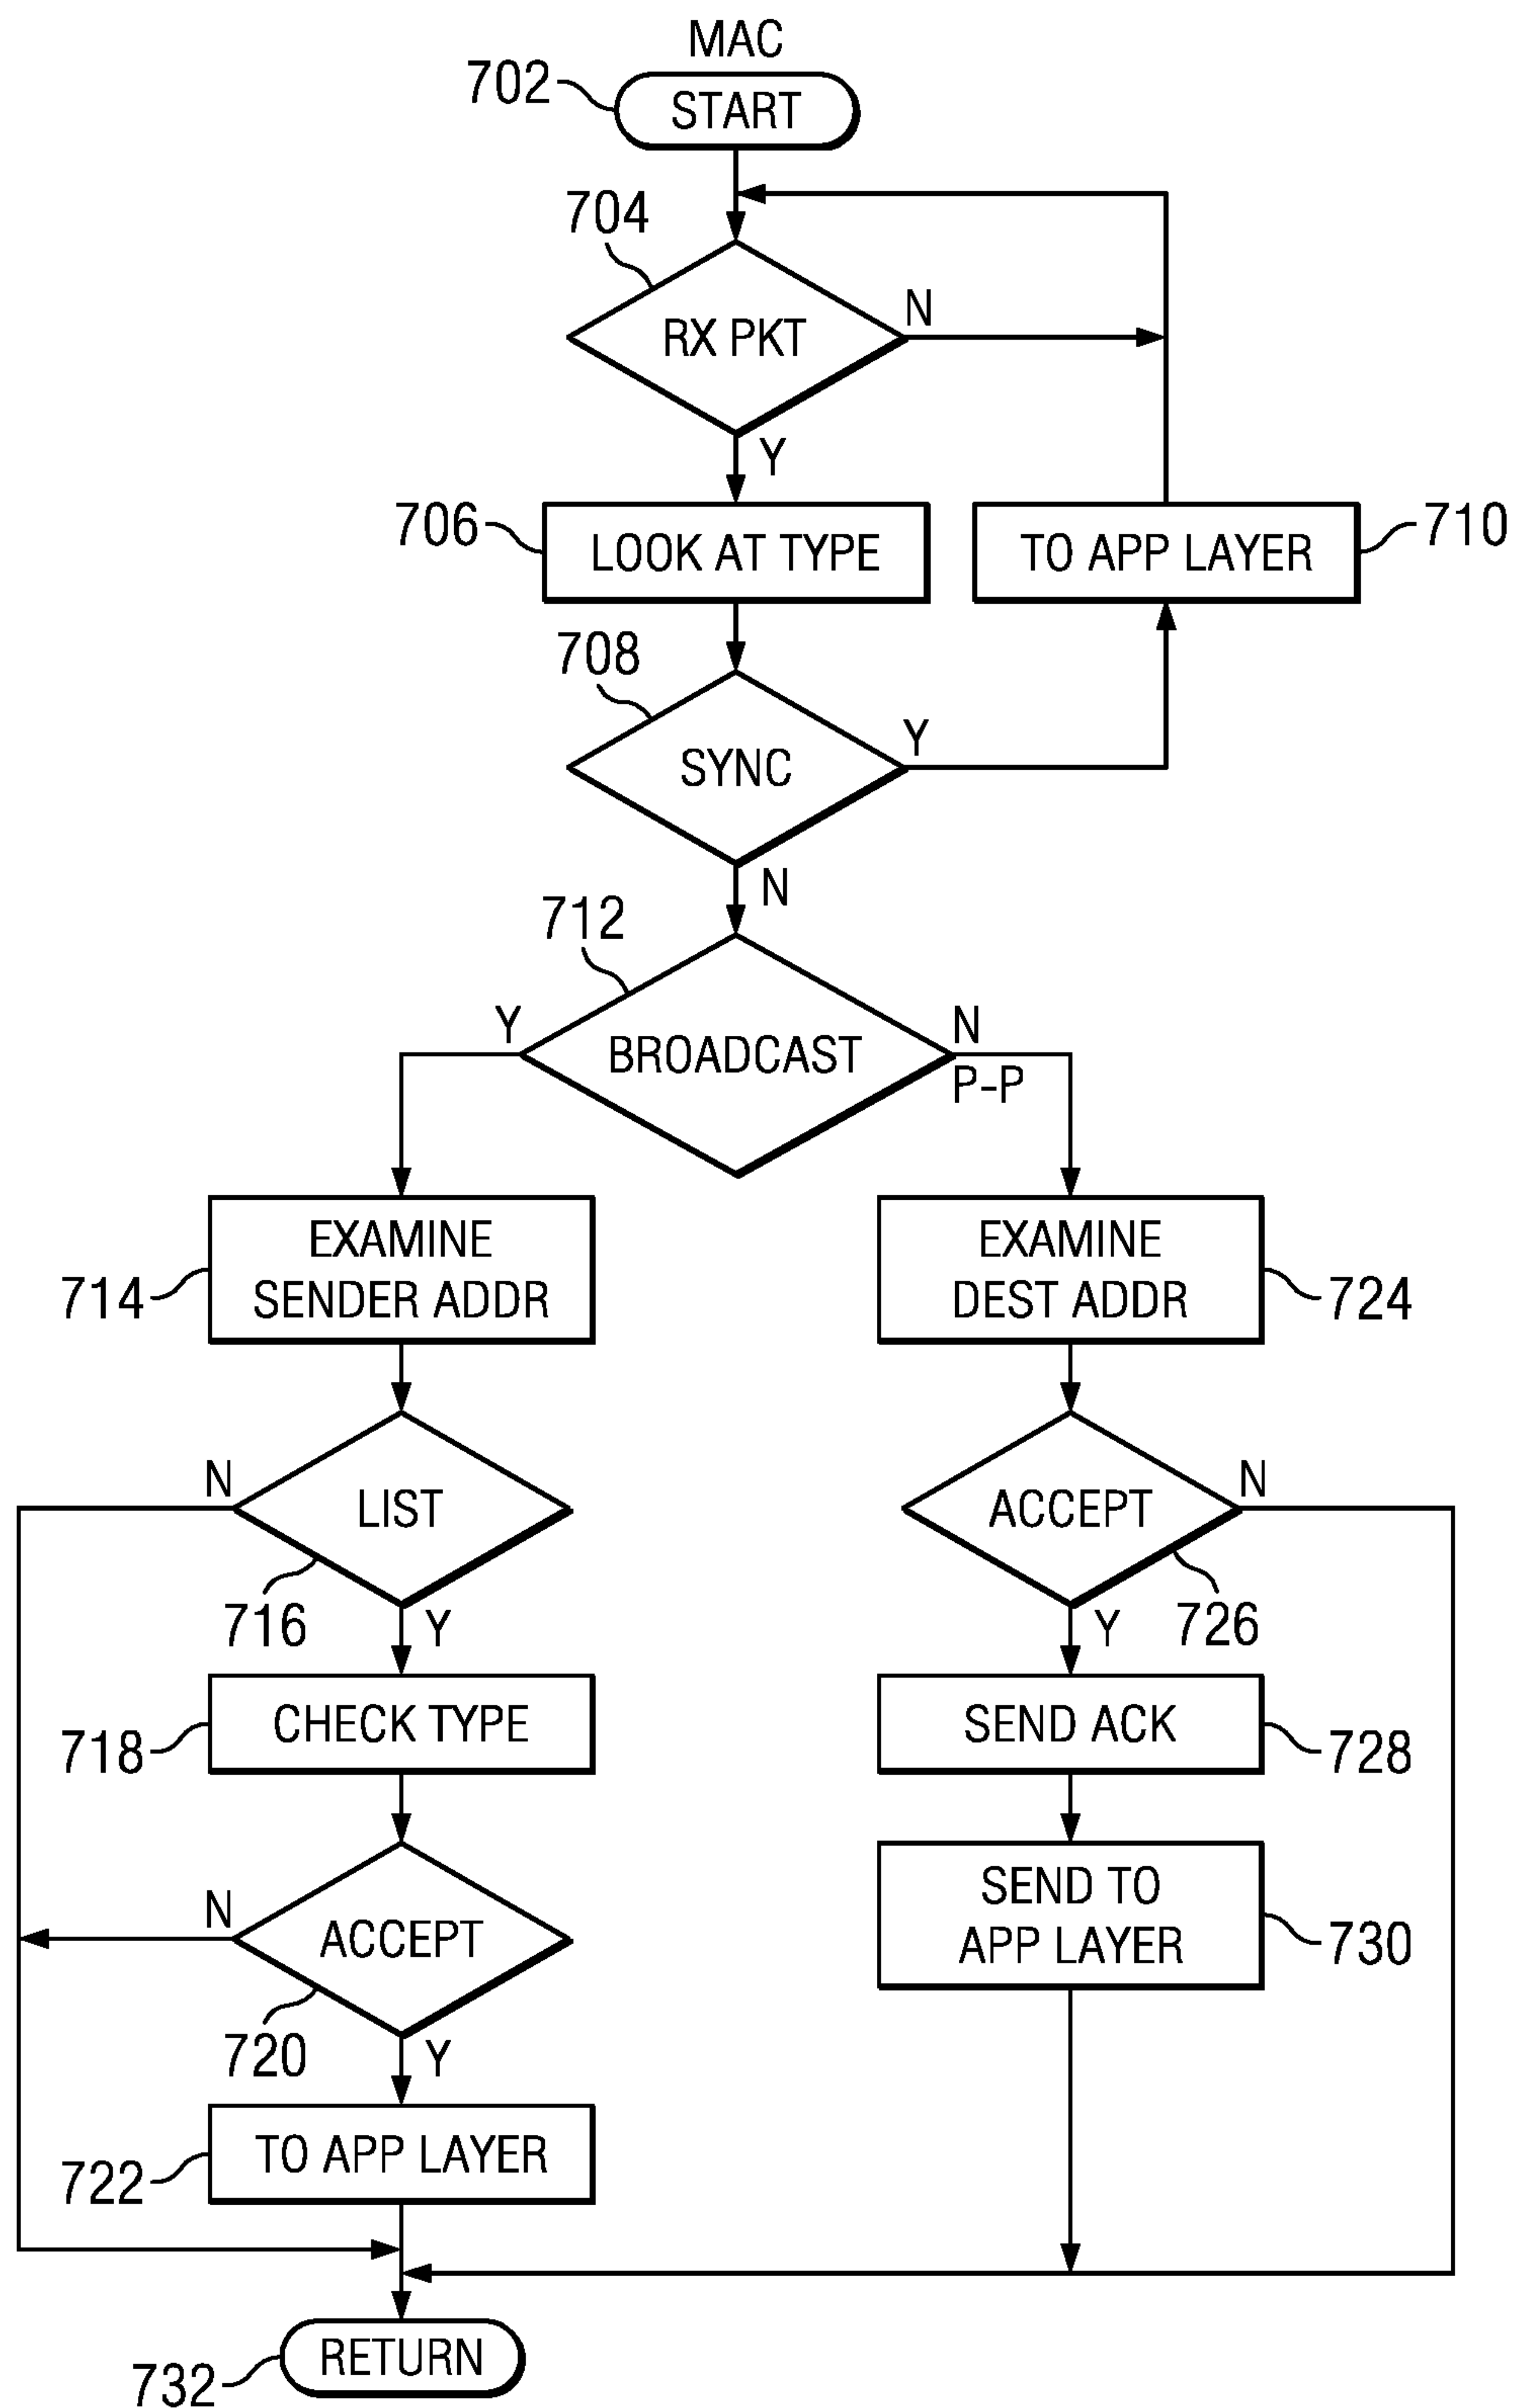 MAC
702
START
704
RX PKT
N
Y
706
LOOK AT TYPE
TO APP LAYER
710
708
SYNC
Y
N
712
Y
BROADCAST
N
P-P
EXAMINE
SENDER ADDR
714
EXAMINE
DEST ADDR
724
N
LIST
716
Y
ACCEPT
N
726
Y
718
CHECK TYPE
SEND ACK
728
N
ACCEPT
720
Y
SEND TO
APP LAYER
730
722
TO APP LAYER
732
RETURN